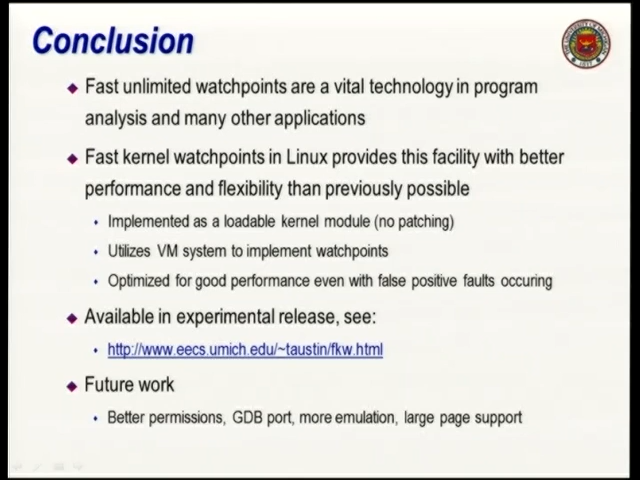 Conclusion
Fast unlimited watchpoints are a vital technology in program
analysis and many other applications
Fast kernel watchpoints in Linux provides this facility with better
performance and flexibility than previously possible
Implemented as a loadable kernel module (no patching)
Utilizes VM system to implement watchpoints
Optimized for good performance even with false positive faults occuring
Available in experimental release, see:
http://www.eecs.umich.edu/~taustin/fkw.html
Future work
Better permissions, GDB port, more emulation, large page support